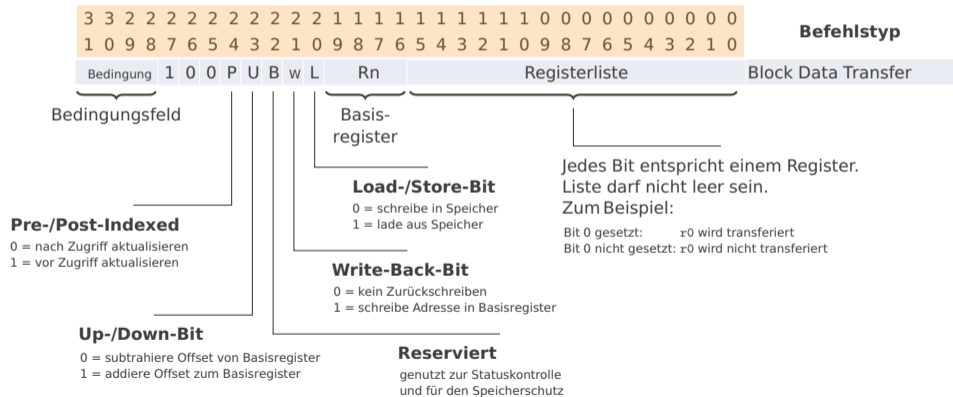 3 3 2 2 2 2 2 2 2 2 2 2 1 1 1 1 1 1 1 1 1 1 0 0 0 0 0 0 0 0 0 0
1 0 9 8 7 6 5 4 3 2 1 0 9 8 7 6 5 4 3 2 1 0 9 8 7 6 5 4 3 2 1 0
Befehlstyp
Bedingung 1 0 0 P U B W L Rn Registerliste Block Data Transfer
Bedingungsfeld
Basis-
register
Jedes Bit entspricht einem Register.
Liste darf nicht leer sein.
Zum Beispiel:
Bit 0 gesetzt: r0 wird transferiert
Bit 0 nicht gesetzt: r0 wird nicht transferiert
Load-/Store-Bit
0 = schreibe in Speicher
1 = lade aus Speicher
Pre-/Post-Indexed
0 = nach Zugriff aktualisieren
1 = vor Zugriff aktualisieren
Write-Back-Bit
0 = kein Zurückschreiben
1 = schreibe Adresse in Basisregister
Up-/Down-Bit
0 = subtrahiere Offset von Basisregister
1 = addiere Offset zum Basisregister
Reserviert
genutzt zur Statuskontrolle
und für den Speicherschutz